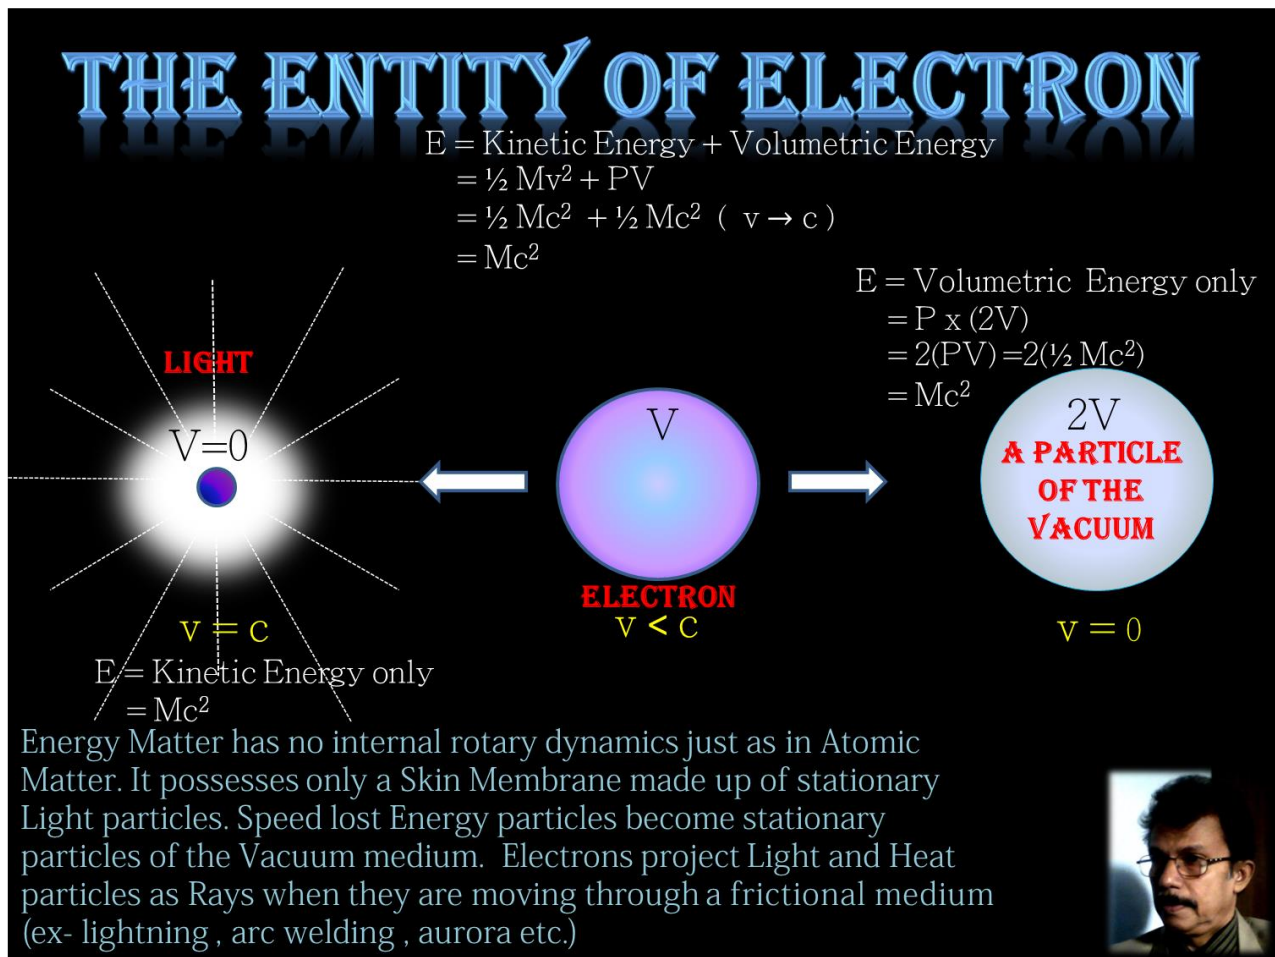 THE ENTITY OF ELECTRON
E = Kinetic Energy + Volumetric Energy
= ½ Mv² + PV
= ½ Mc² + ½ Mc² ( v → c )
= Mc²
E = Volumetric Energy only
= P x (2V)
= 2(PV) =2(½ Mc²)
= Mc²
LIGHT
V=0
V
2V
A PARTICLE
OF THE
VACUUM
ELECTRON
v = c
v < c
v = 0
E = Kinetic Energy only
= Mc²
Energy Matter has no internal rotary dynamics just as in Atomic
Matter. It possesses only a Skin Membrane made up of stationary
Light particles. Speed lost Energy particles become stationary
particles of the Vacuum medium. Electrons project Light and Heat
particles as Rays when they are moving through a frictional medium
(ex- lightning , arc welding , aurora etc.)